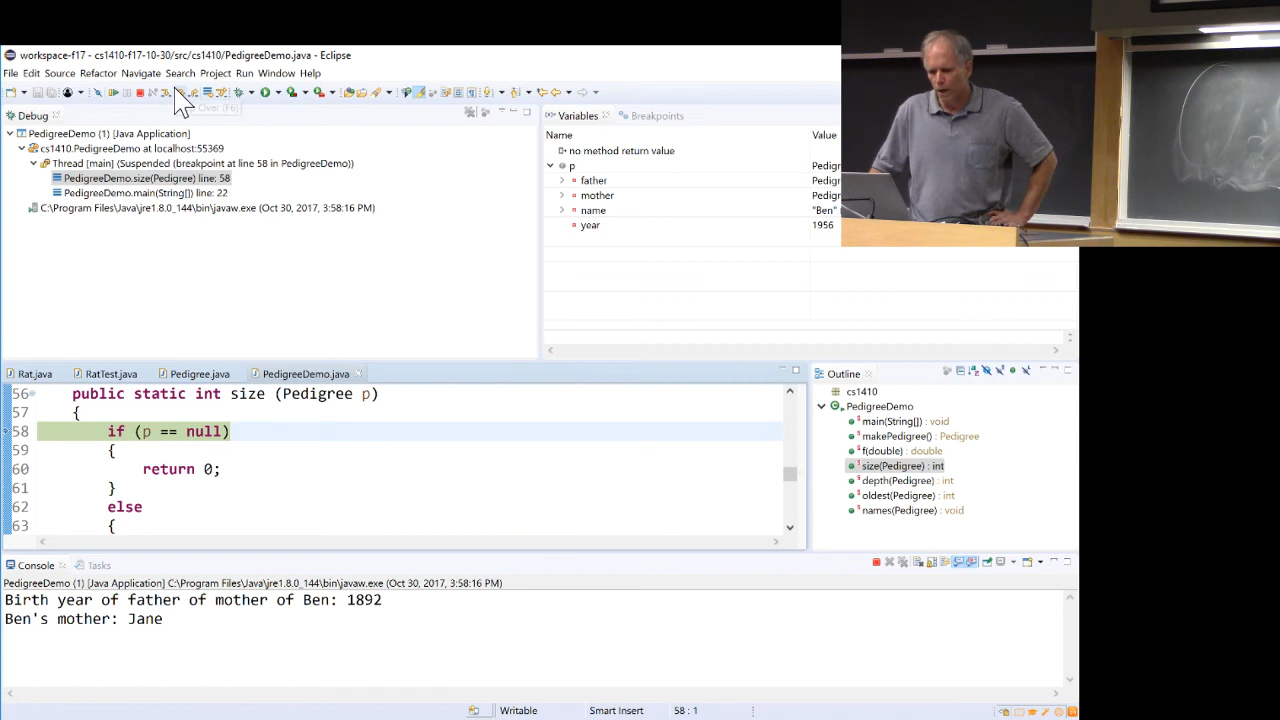 workspace-f17 - cs1410-f17-10-30/src/cs1410/PedigreeDemo.java - Eclipse
File Edit Source Refactor Navigate Search Project Run Window Help
Over (F6)
Debug
PedigreeDemo (1) [Java Application]
cs1410.PedigreeDemo at localhost:55369
Thread [main] (Suspended (breakpoint at line 58 in PedigreeDemo))
PedigreeDemo.size(Pedigree) line: 58
PedigreeDemo.main(String[]) line: 22
C:\Program Files\Java\jre1.8.0_144\bin\javaw.exe (Oct 30, 2017, 3:58:16 PM)
Variables Breakpoints
Name Value
no method return value
p Pedigr
father Pedigr
mother Pedigr
name "Ben"
year 1956
Rat.java RatTest.java Pedigree.java PedigreeDemo.java
56 public static int size (Pedigree p)
57 {
58 if (p == null)
59 {
60 return 0;
61 }
62 else
63 {
Outline
cs1410
PedigreeDemo
main(String[]) : void
makePedigree() : Pedigree
f(double) : double
size(Pedigree) : int
depth(Pedigree) : int
oldest(Pedigree) : int
names(Pedigree) : void
Console Tasks
PedigreeDemo (1) [Java Application] C:\Program Files\Java\jre1.8.0_144\bin\javaw.exe (Oct 30, 2017, 3:58:16 PM)
Birth year of father of mother of Ben: 1892
Ben's mother: Jane
Writable Smart Insert 58 : 1